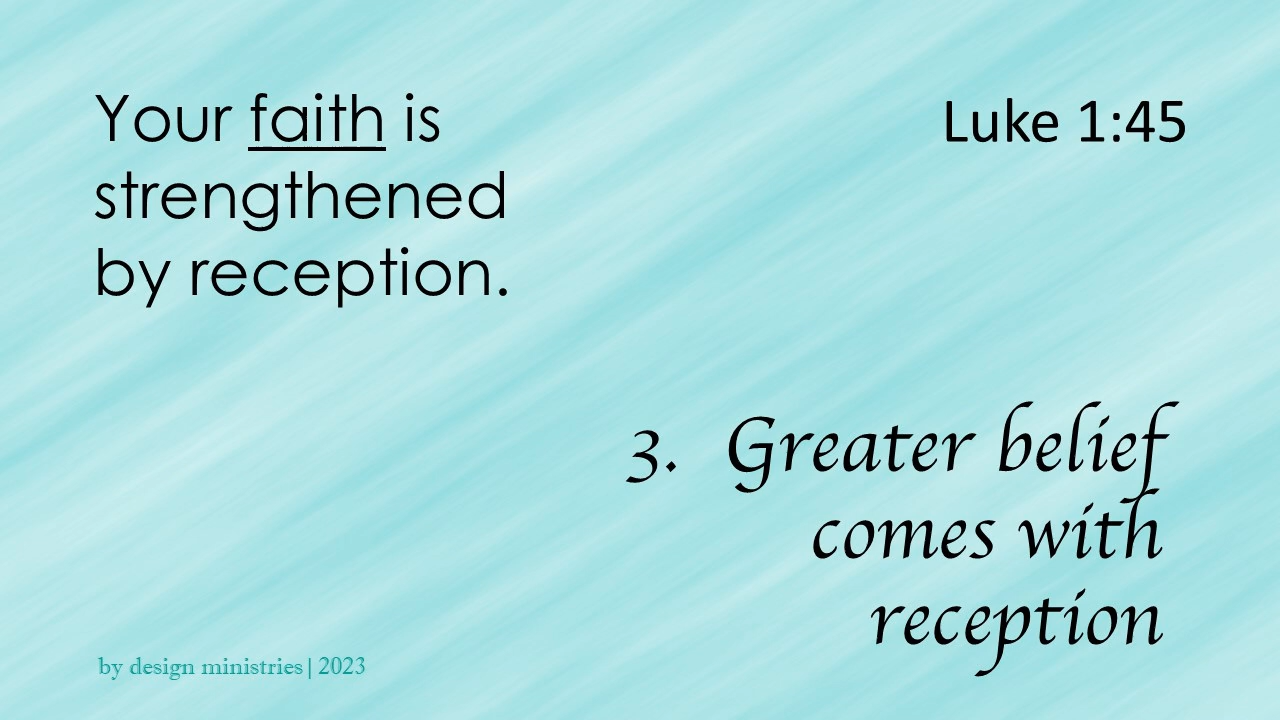 Your faith is
strengthened
by reception.
Luke 1:45
3. Greater belief
comes with
reception
by design ministries | 2023